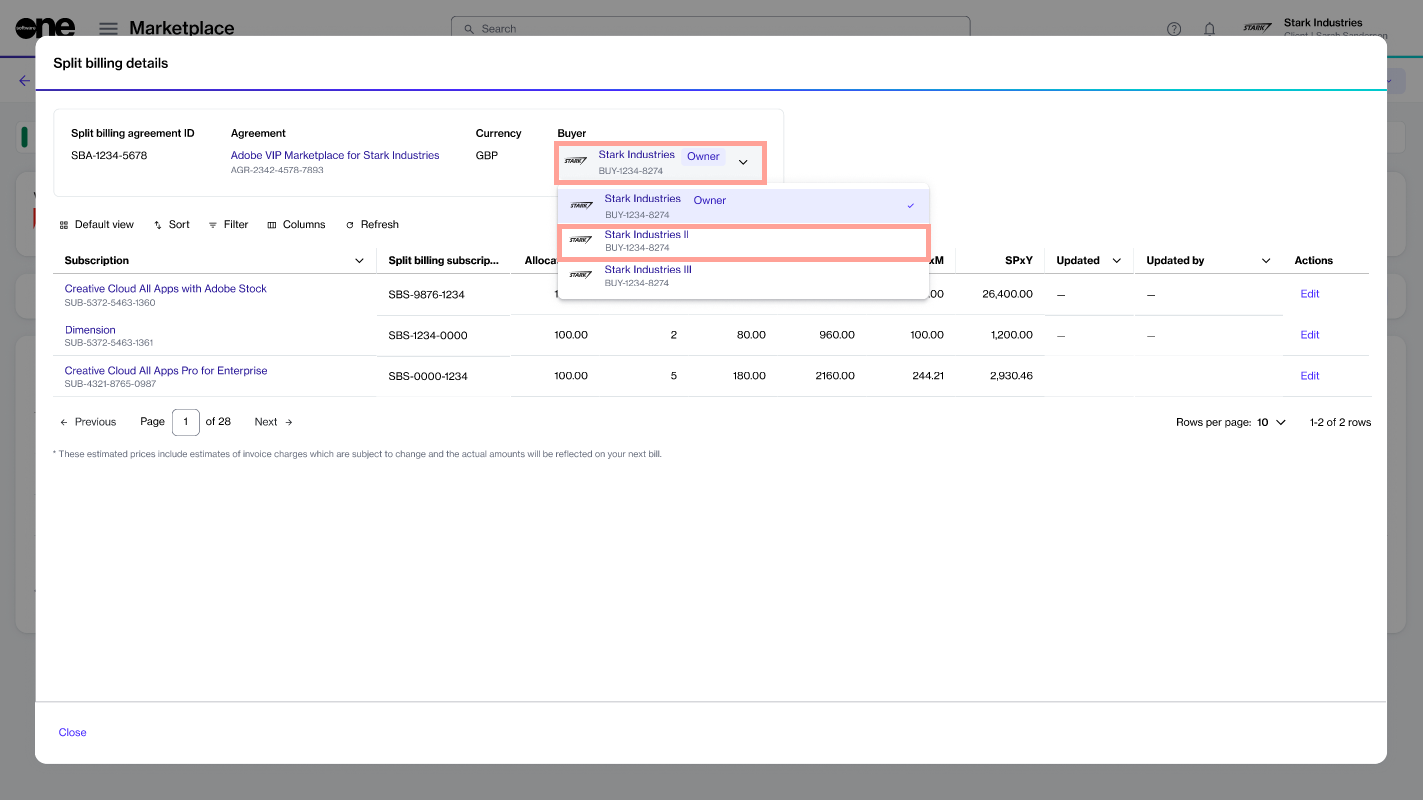 software one
Marketplace
Search
STARK
Stark Industries
Client | Sarah Sanderson
Split billing details
Split billing agreement ID
SBA-1234-5678
Agreement
Adobe VIP Marketplace for Stark Industries
AGR-2342-4578-7893
Currency
GBP
Buyer
STARK
Stark Industries Owner
BUY-1234-8274
STARK
Stark Industries Owner
BUY-1234-8274
STARK
Stark Industries II
BUY-1234-8274
STARK
Stark Industries III
BUY-1234-8274
Default view Sort Filter Columns Refresh
Subscription Split billing subscrip... Alloca xM SPxY Updated Updated by Actions
Creative Cloud All Apps with Adobe Stock
SUB-5372-5463-1360
SBS-9876-1234 1 .00 26,400.00 — — Edit
Dimension
SUB-5372-5463-1361
SBS-1234-0000 100.00 2 80.00 960.00 100.00 1,200.00 — — Edit
Creative Cloud All Apps Pro for Enterprise
SUB-4321-8765-0987
SBS-0000-1234 100.00 5 180.00 2160.00 244.21 2,930.46 Edit
Previous Page 1 of 28 Next
Rows per page: 10 1-2 of 2 rows
* These estimated prices include estimates of invoice charges which are subject to change and the actual amounts will be reflected on your next bill.
Close